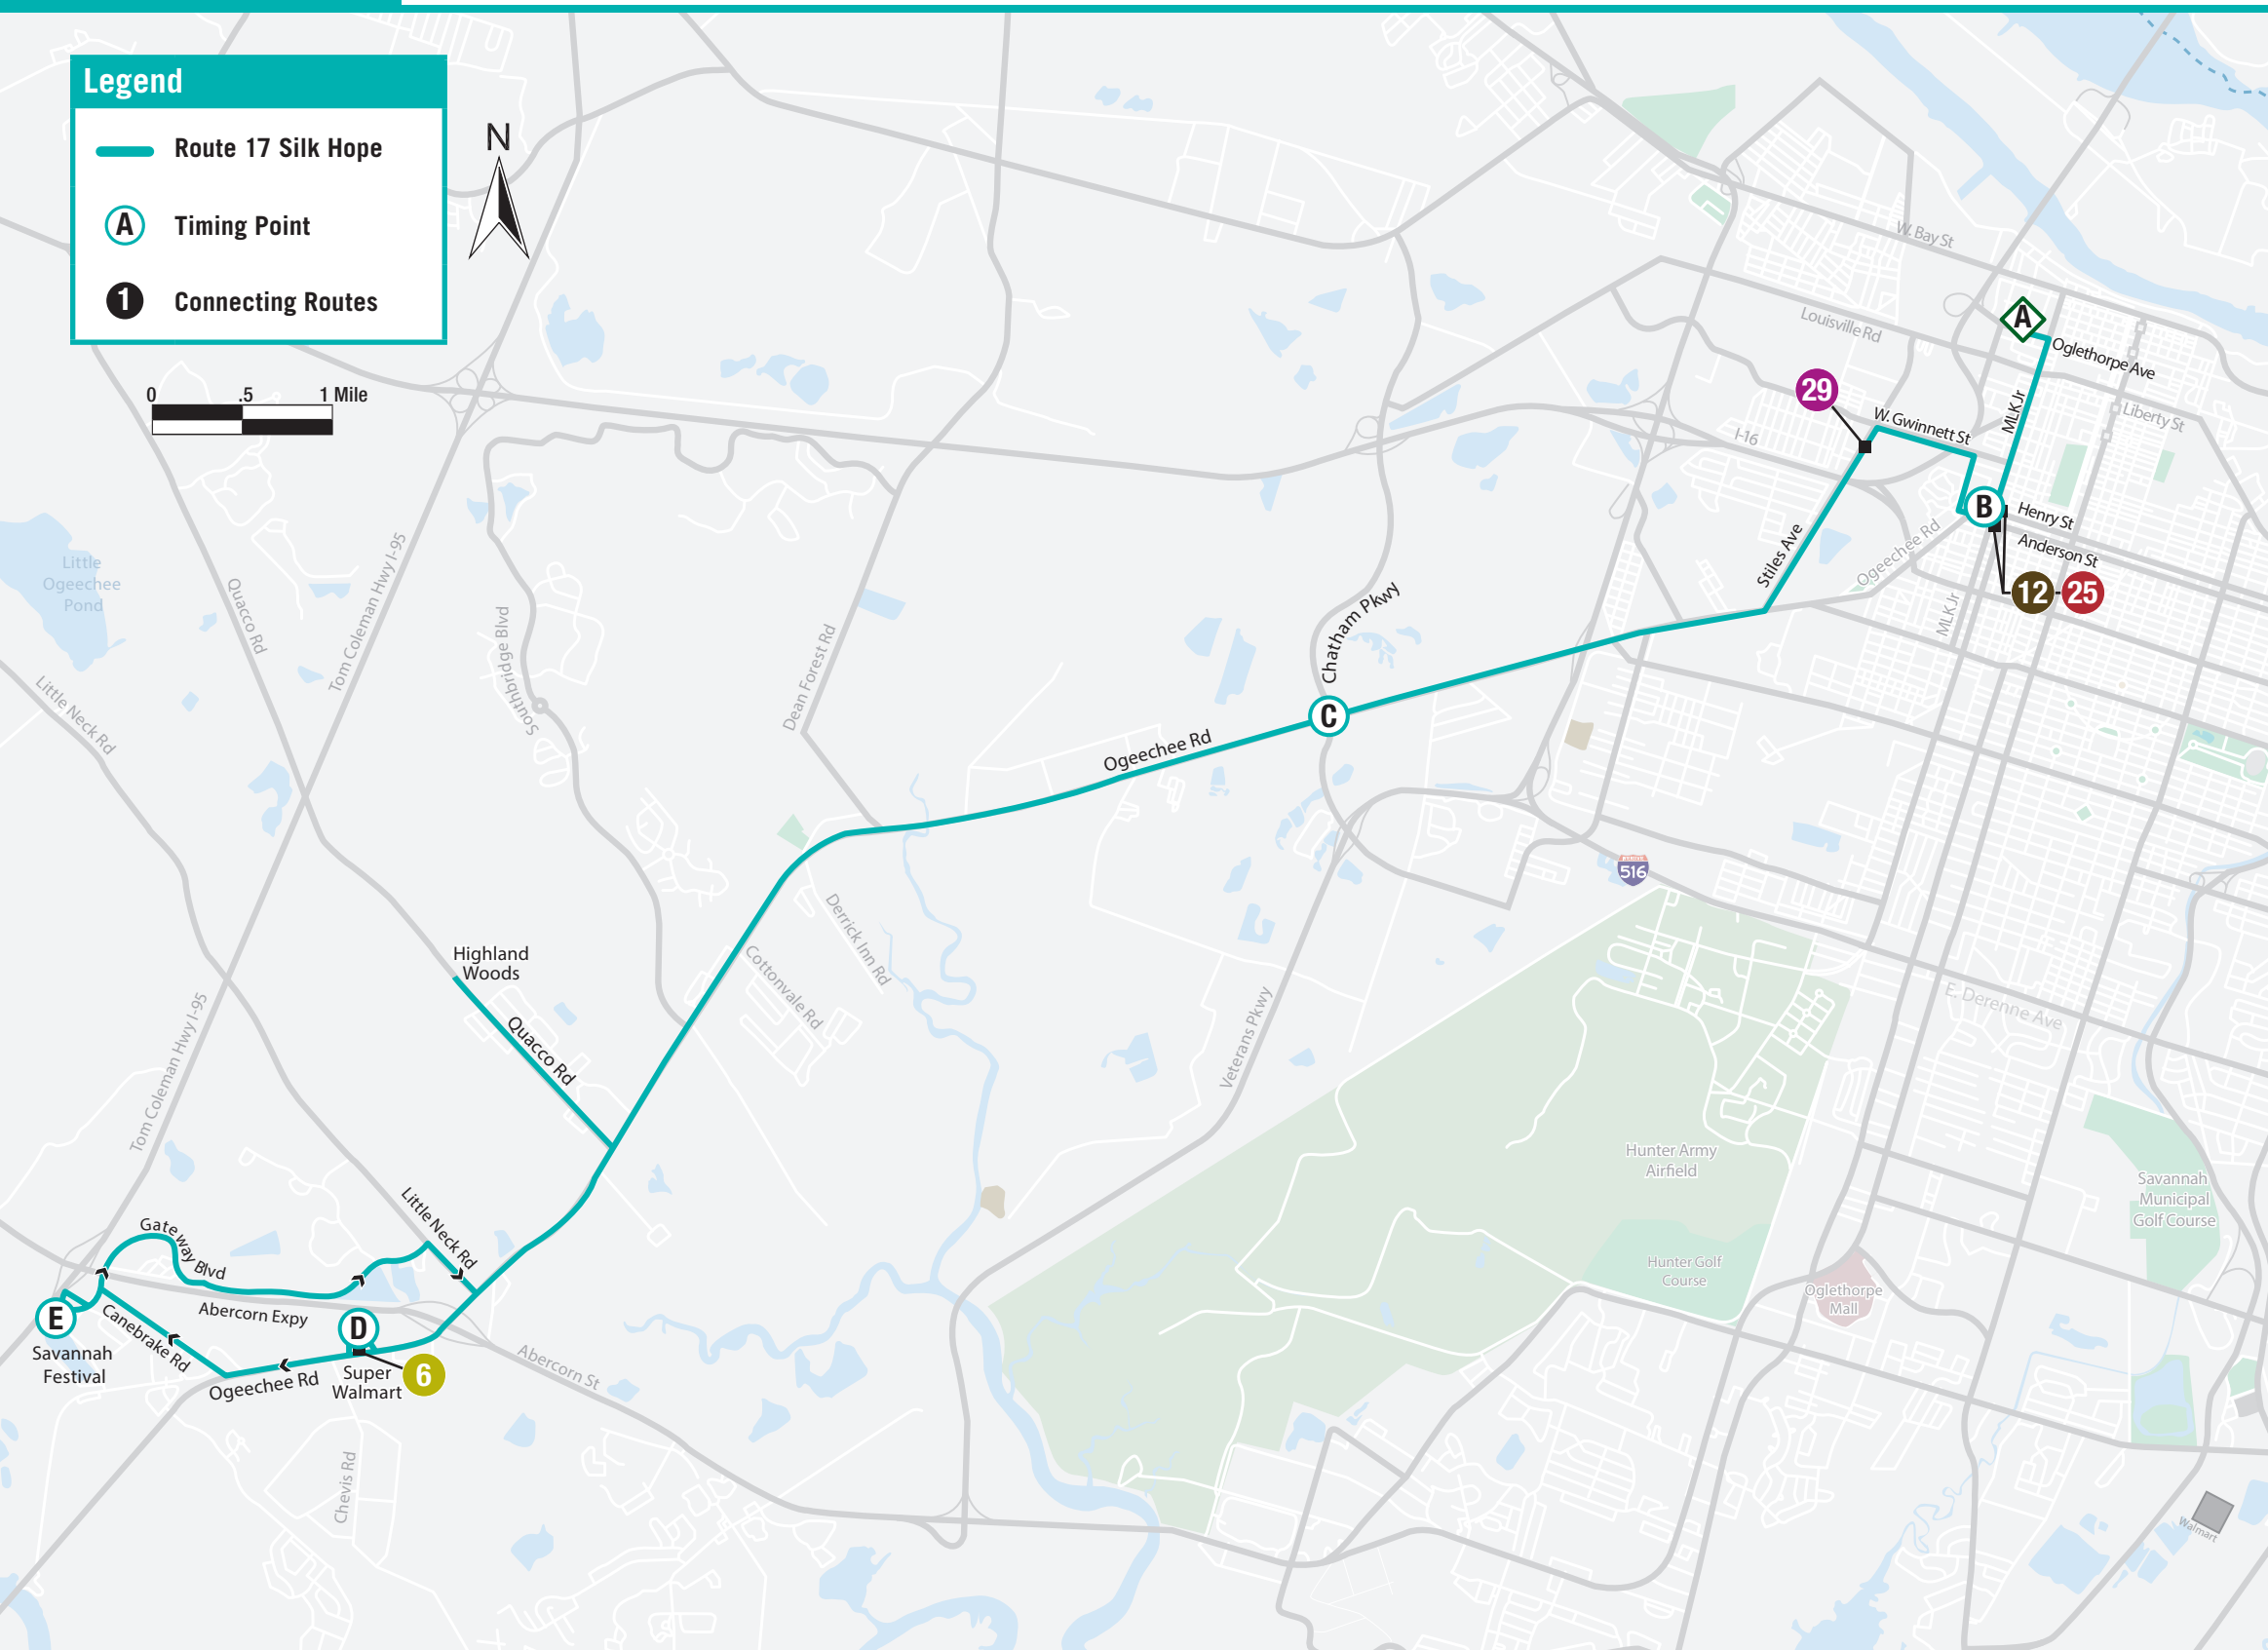 Legend
Route 17 Silk Hope
A
Timing Point
1
Connecting Routes
N
0
.5
1 Mile
W. Bay St
Louisville Rd
A
Oglethorpe Ave
Liberty St
MLK Jr
29
W. Gwinnett St
I-16
B
Henry St
Anderson St
Stiles Ave
Ogeechee Rd
12
25
MLK Jr
Little
Ogeechee
Pond
Quacco Rd
Tom Coleman Hwy I-95
Southbridge Blvd
Dean Forest Rd
Chatham Pkwy
C
Little Neck Rd
Ogeechee Rd
516
Derrick Inn Rd
Cottonvale Rd
Highland
Woods
Quacco Rd
Tom Coleman Hwy I-95
Veterans Pkwy
E. Derenne Ave
Hunter Army
Airfield
Savannah
Municipal
Golf Course
Hunter Golf
Course
Oglethorpe
Mall
Little Neck Rd
Gateway Blvd
Abercorn Expy
E
Savannah
Festival
Canebrake Rd
D
Super
Walmart
6
Ogeechee Rd
Abercorn St
Chevis Rd
Walmart